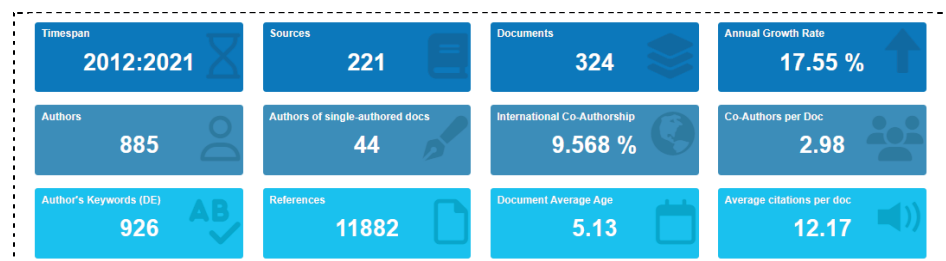 Timespan
2012:2021
Sources
221
Documents
324
Annual Growth Rate
17.55 %
Authors
885
Authors of single-authored docs
44
International Co-Authorship
9.568 %
Co-Authors per Doc
2.98
Author's Keywords (DE)
926
AB
References
11882
Document Average Age
5.13
Average citations per doc
12.17